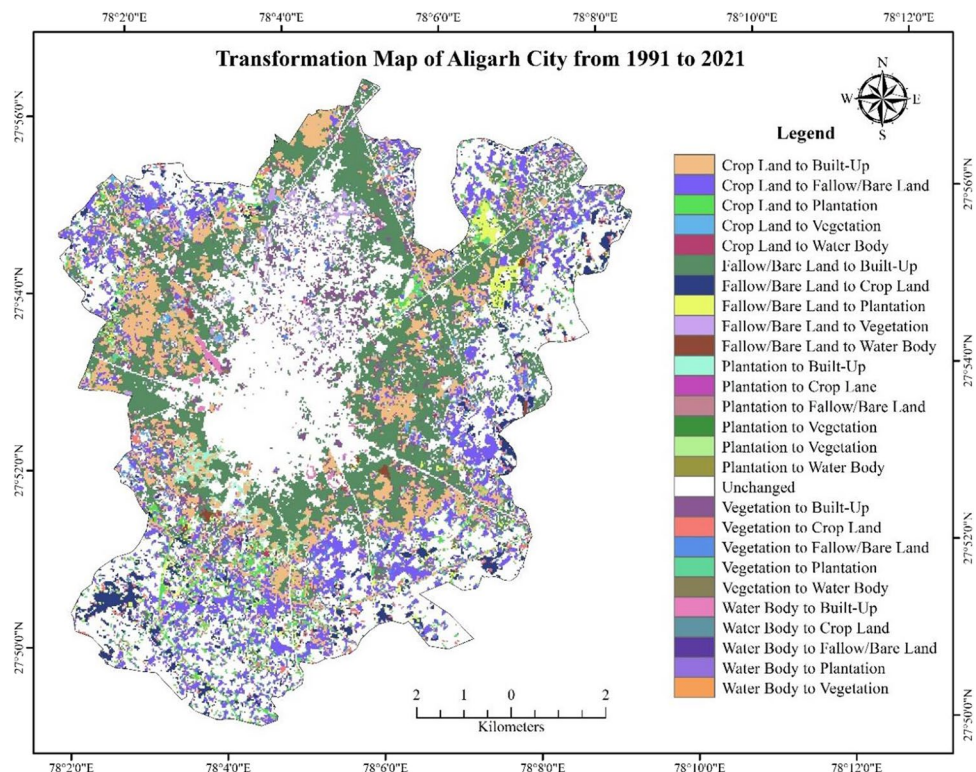 78°2'0"E 78°4'0"E 78°6'0"E 78°8'0"E 78°10'0"E 78°12'0"E
Transformation Map of Aligarh City from 1991 to 2021
N
W E
S
27°56'0"N
27°54'0"N
27°52'0"N
27°50'0"N
Legend
Crop Land to Built-Up
Crop Land to Fallow/Bare Land
Crop Land to Plantation
Crop Land to Vegetation
Crop Land to Water Body
Fallow/Bare Land to Built-Up
Fallow/Bare Land to Crop Land
Fallow/Bare Land to Plantation
Fallow/Bare Land to Vegetation
Fallow/Bare Land to Water Body
Plantation to Built-Up
Plantation to Crop Lane
Plantation to Fallow/Bare Land
Plantation to Vegetation
Plantation to Vegetation
Plantation to Water Body
Unchanged
Vegetation to Built-Up
Vegetation to Crop Land
Vegetation to Fallow/Bare Land
Vegetation to Plantation
Vegetation to Water Body
Water Body to Built-Up
Water Body to Crop Land
Water Body to Fallow/Bare Land
Water Body to Plantation
Water Body to Vegetation
27°56'0"N
27°54'0"N
27°52'0"N
27°50'0"N
2 1 0 2
Kilometers
78°2'0"E 78°4'0"E 78°6'0"E 78°8'0"E 78°10'0"E 78°12'0"E